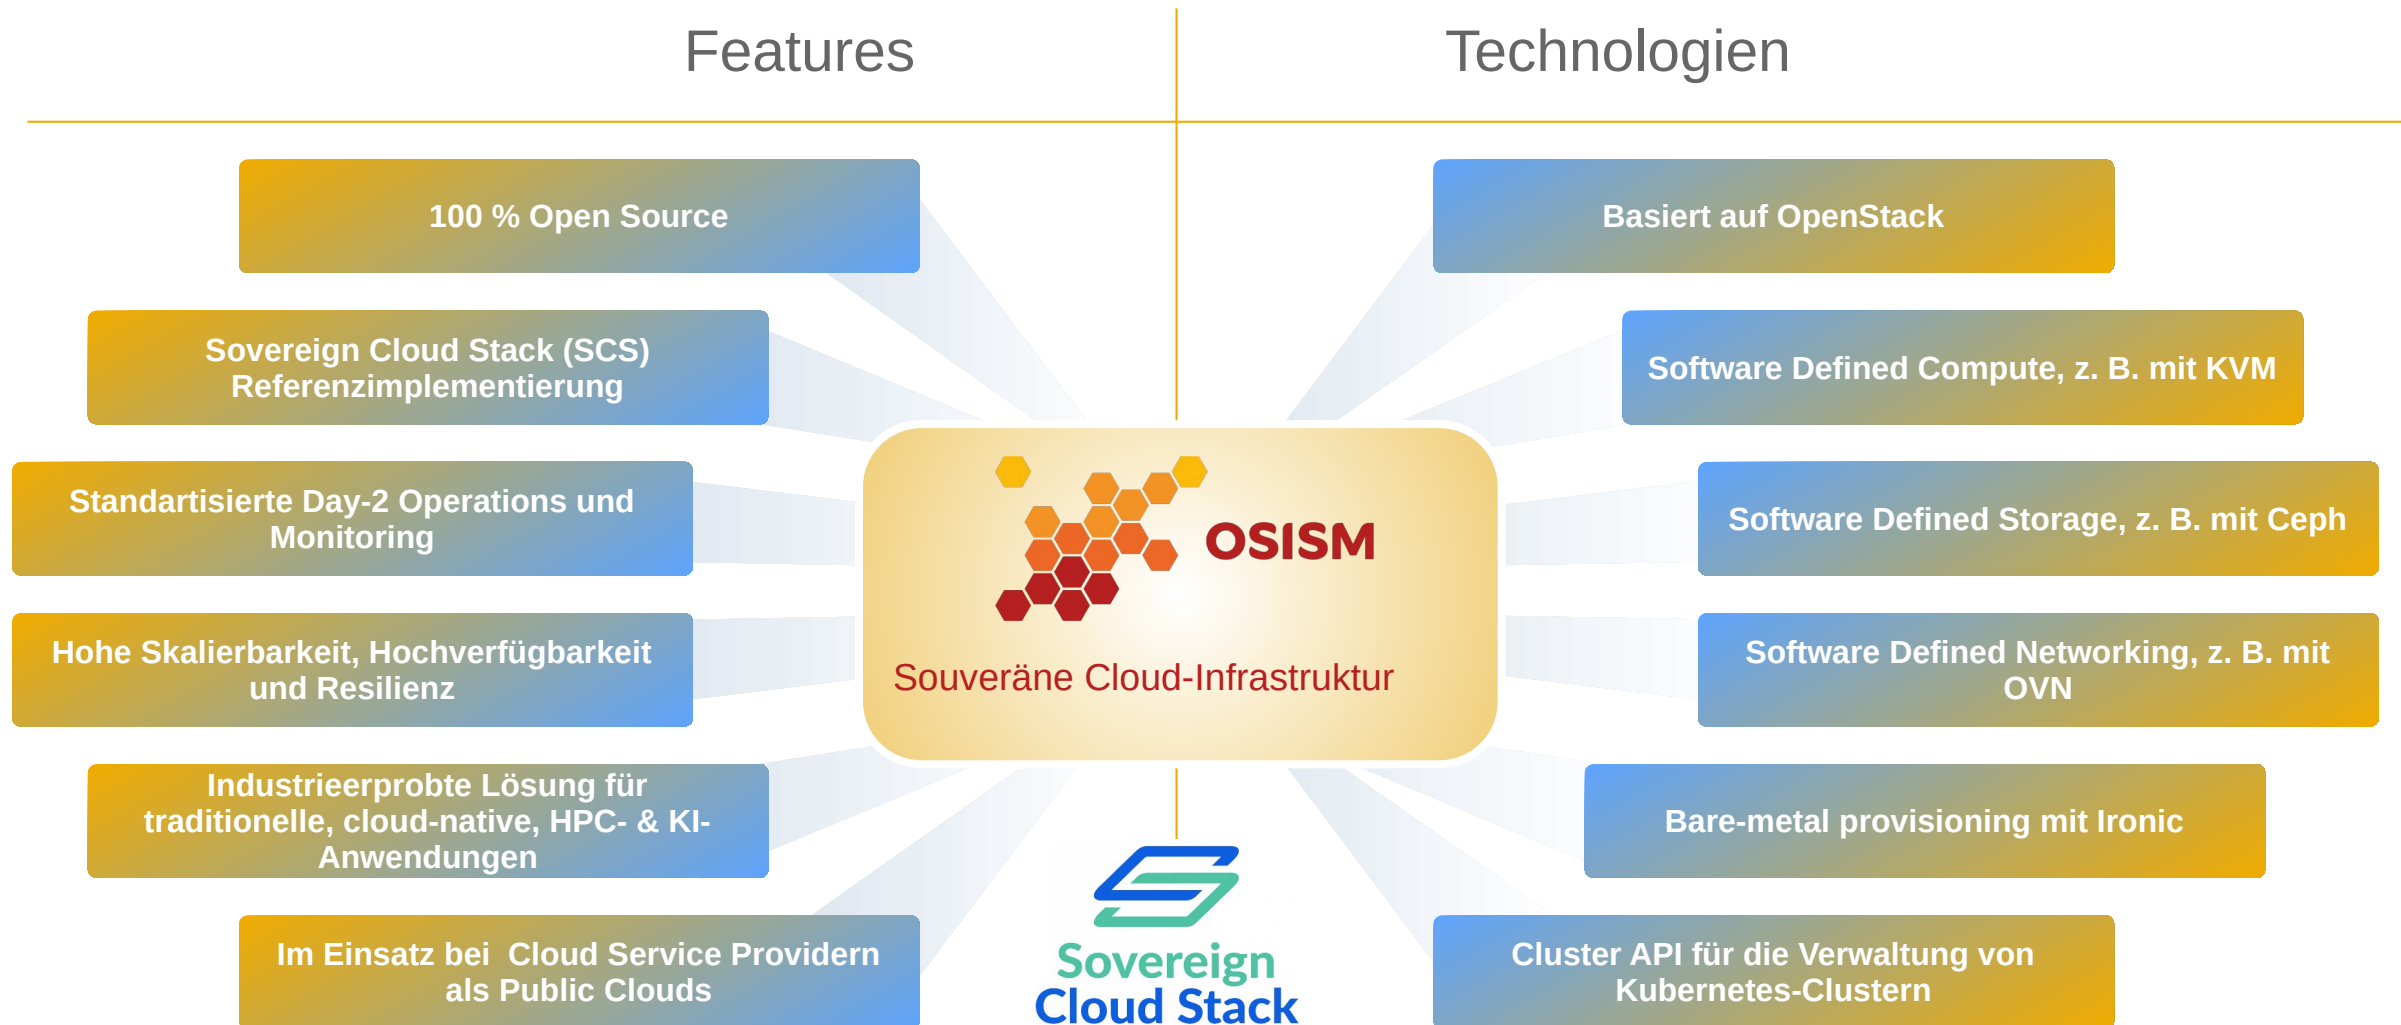 Features
Technologien
100 % Open Source
Sovereign Cloud Stack (SCS)
Referenzimplementierung
Standartisierte Day-2 Operations und
Monitoring
Hohe Skalierbarkeit, Hochverfügbarkeit
und Resilienz
Industrieerprobte Lösung für
traditionelle, cloud-native, HPC- & KI-
Anwendungen
Im Einsatz bei  Cloud Service Providern
als Public Clouds
OSISM
Souveräne Cloud-Infrastruktur
Sovereign
Cloud Stack
Basiert auf OpenStack
Software Defined Compute, z. B. mit KVM
Software Defined Storage, z. B. mit Ceph
Software Defined Networking, z. B. mit
OVN
Bare-metal provisioning mit Ironic
Cluster API für die Verwaltung von
Kubernetes-Clustern